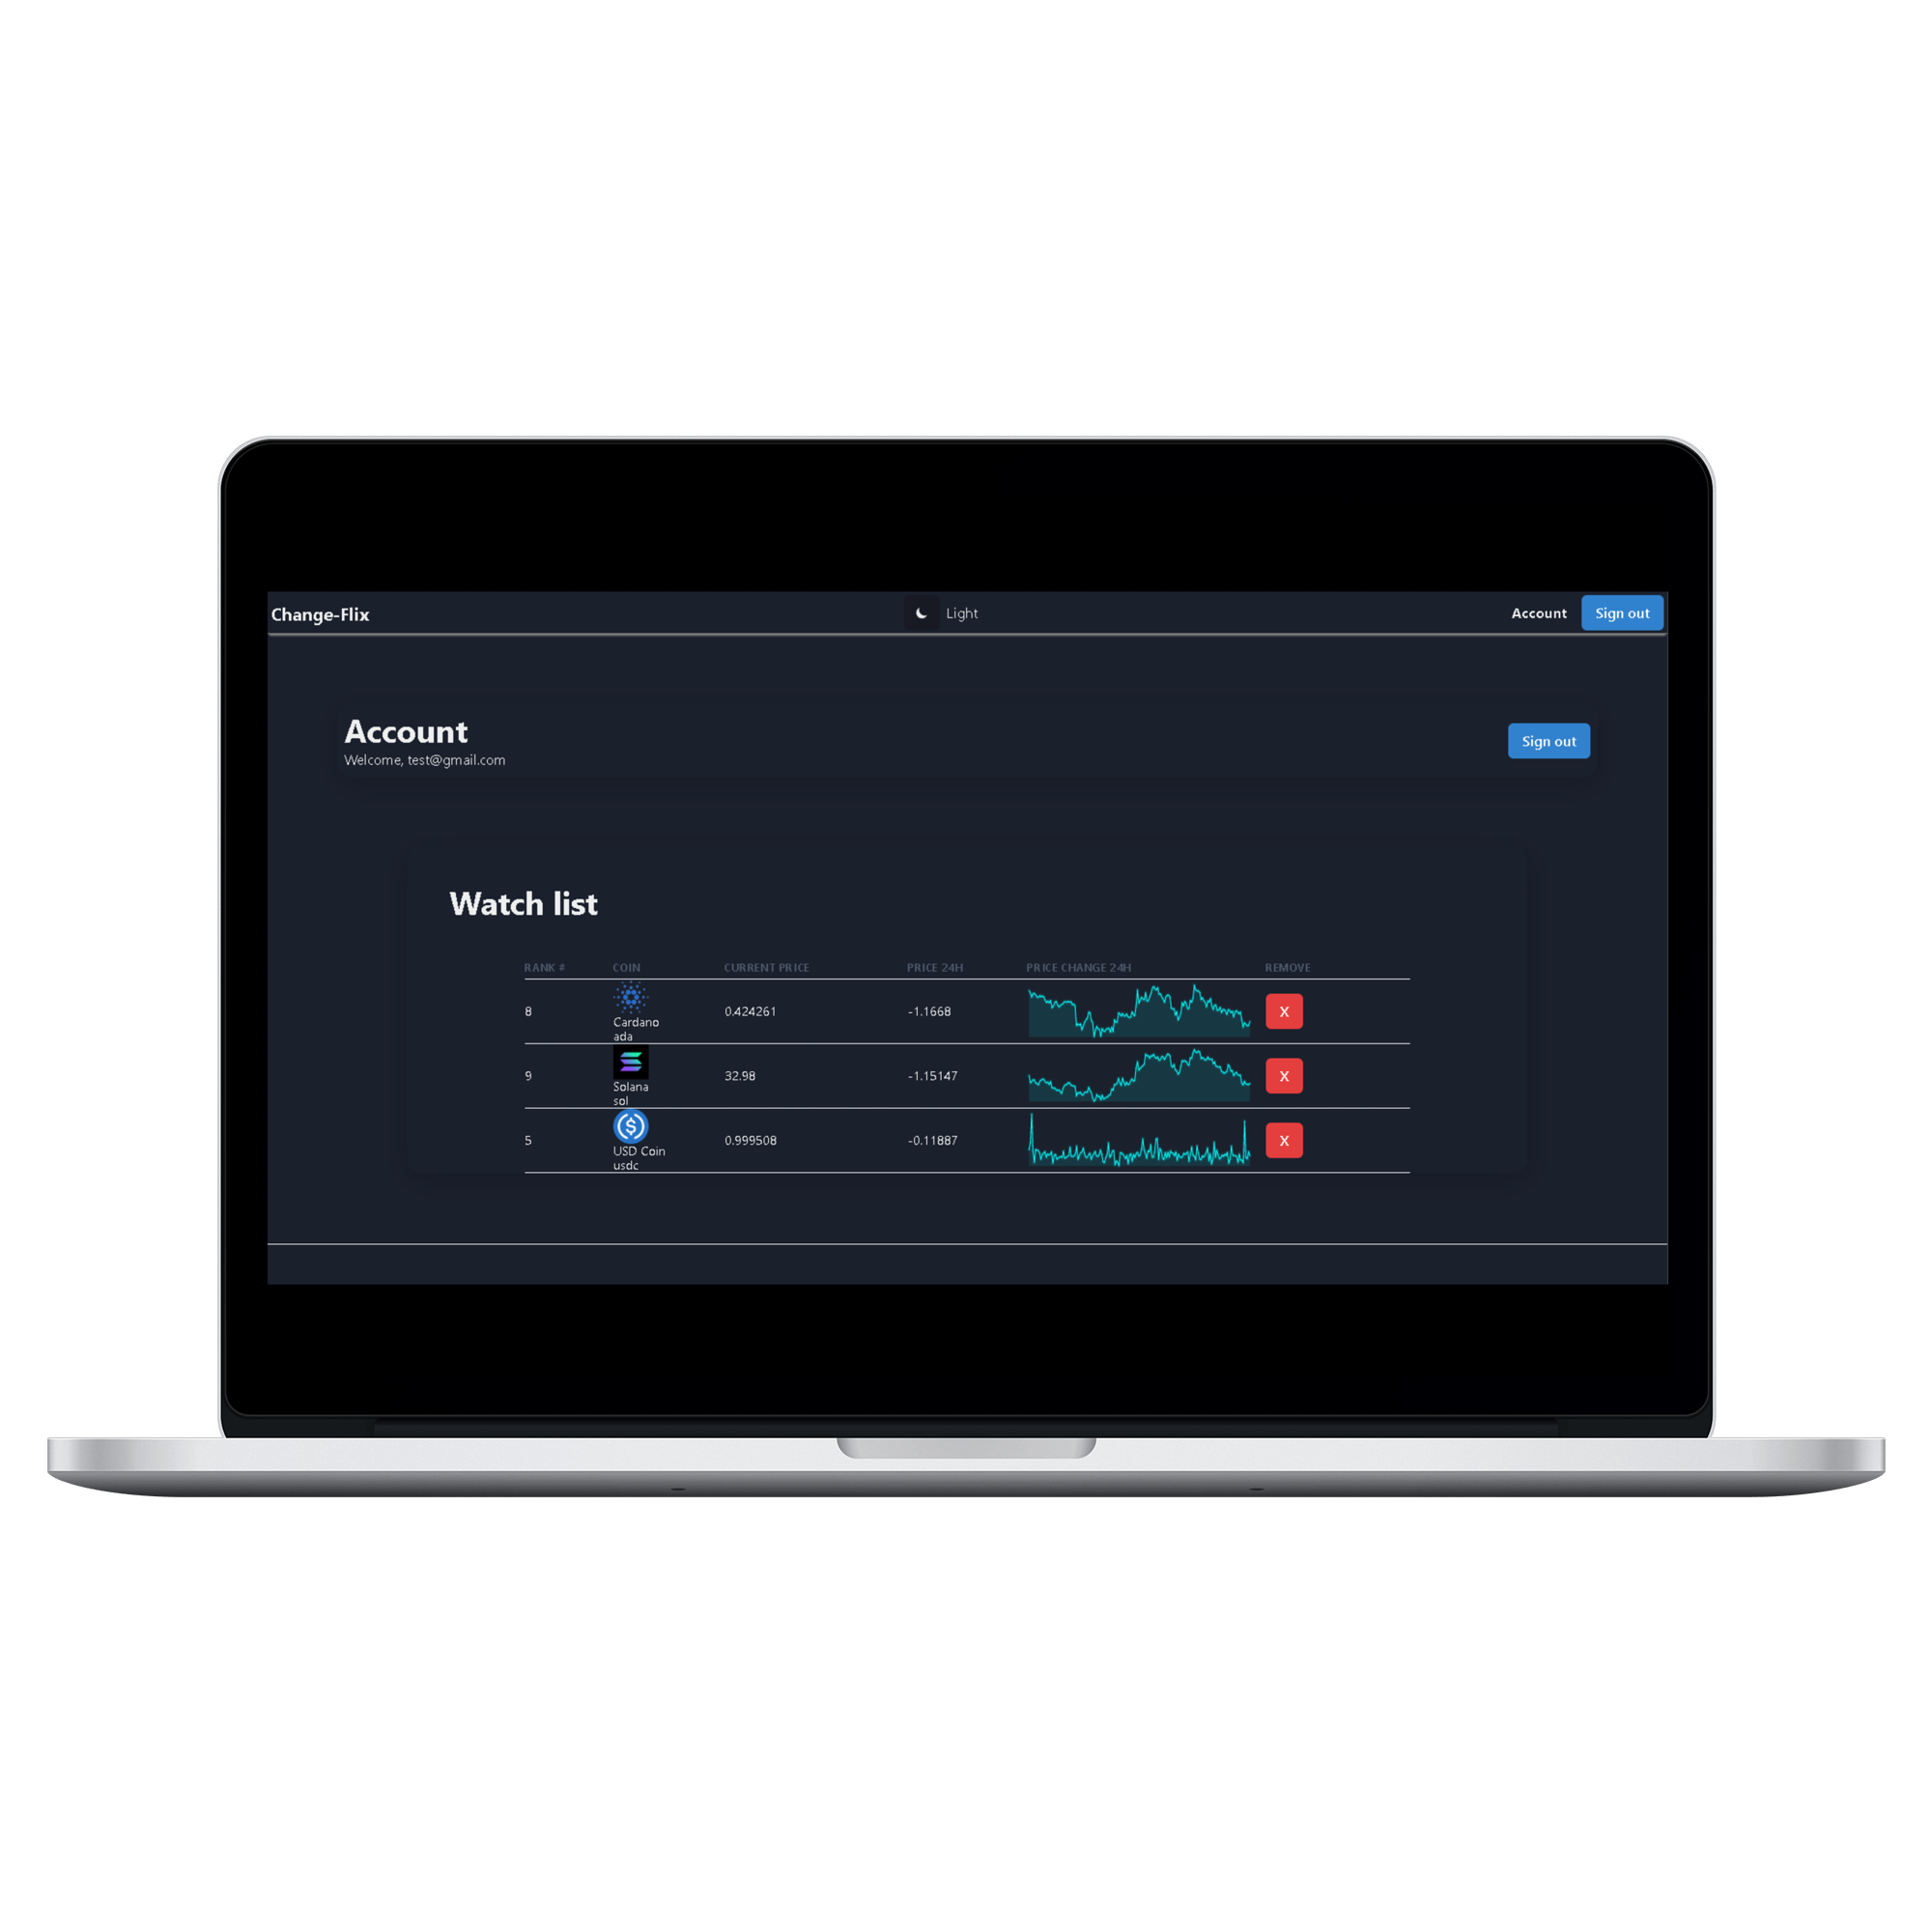 Change-Flix Light Account Sign out
Account
Welcome, test@gmail.com
Sign out
Watch list
RANK # COIN CURRENT PRICE PRICE 24H PRICE CHANGE 24H REMOVE
8 Cardano ada 0.424261 -1.1668 X
9 Solana sol 32.98 -1.15147 X
5 USD Coin usdc 0.999508 -0.11887 X